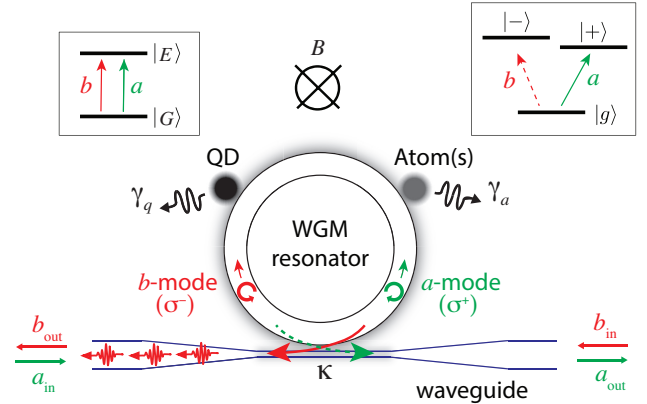 |E⟩
b a
|G⟩
B
|−⟩
|+⟩
b a
|g⟩
QD
Atom(s)
γq
γa
WGM
resonator
b-mode
(σ−)
a-mode
(σ+)
bout
ain
κ
bin
aout
waveguide